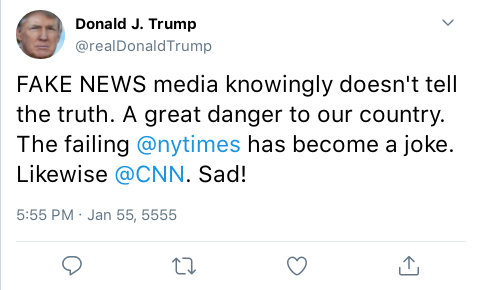 Donald J. Trump
@realDonaldTrump
FAKE NEWS media knowingly doesn't tell
the truth. A great danger to our country.
The failing @nytimes has become a joke.
Likewise @CNN. Sad!
5:55 PM · Jan 55, 5555